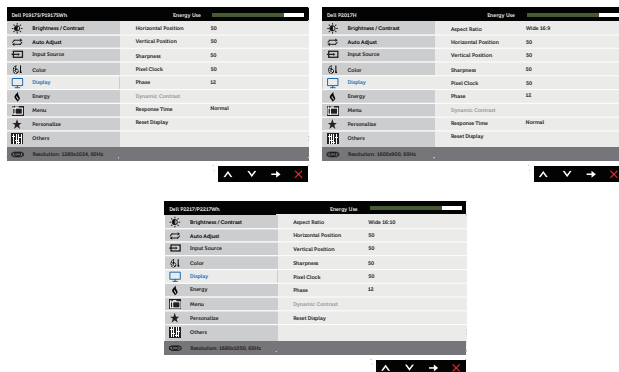 Dell P1917S/P1917SWh Energy Use
Brightness / Contrast Horizontal Position 50
Auto Adjust Vertical Position 50
Input Source Sharpness 50
Color Pixel Clock 50
Display Phase 12
Energy Dynamic Contrast
Menu Response Time Normal
Personalize Reset Display
Others
Resolution: 1280x1024, 60Hz
Dell P2017H Energy Use
Brightness / Contrast Aspect Ratio Wide 16:9
Auto Adjust Horizontal Position 50
Input Source Vertical Position 50
Color Sharpness 50
Display Pixel Clock 50
Energy Phase 12
Menu Dynamic Contrast
Personalize Response Time Normal
Others Reset Display
Resolution: 1600x900, 60Hz
Dell P2217/P2217Wh Energy Use
Brightness / Contrast Aspect Ratio Wide 16:10
Auto Adjust Horizontal Position 50
Input Source Vertical Position 50
Color Sharpness 50
Display Pixel Clock 50
Energy Phase 12
Menu Dynamic Contrast
Personalize Reset Display
Others
Resolution: 1680x1050, 60Hz